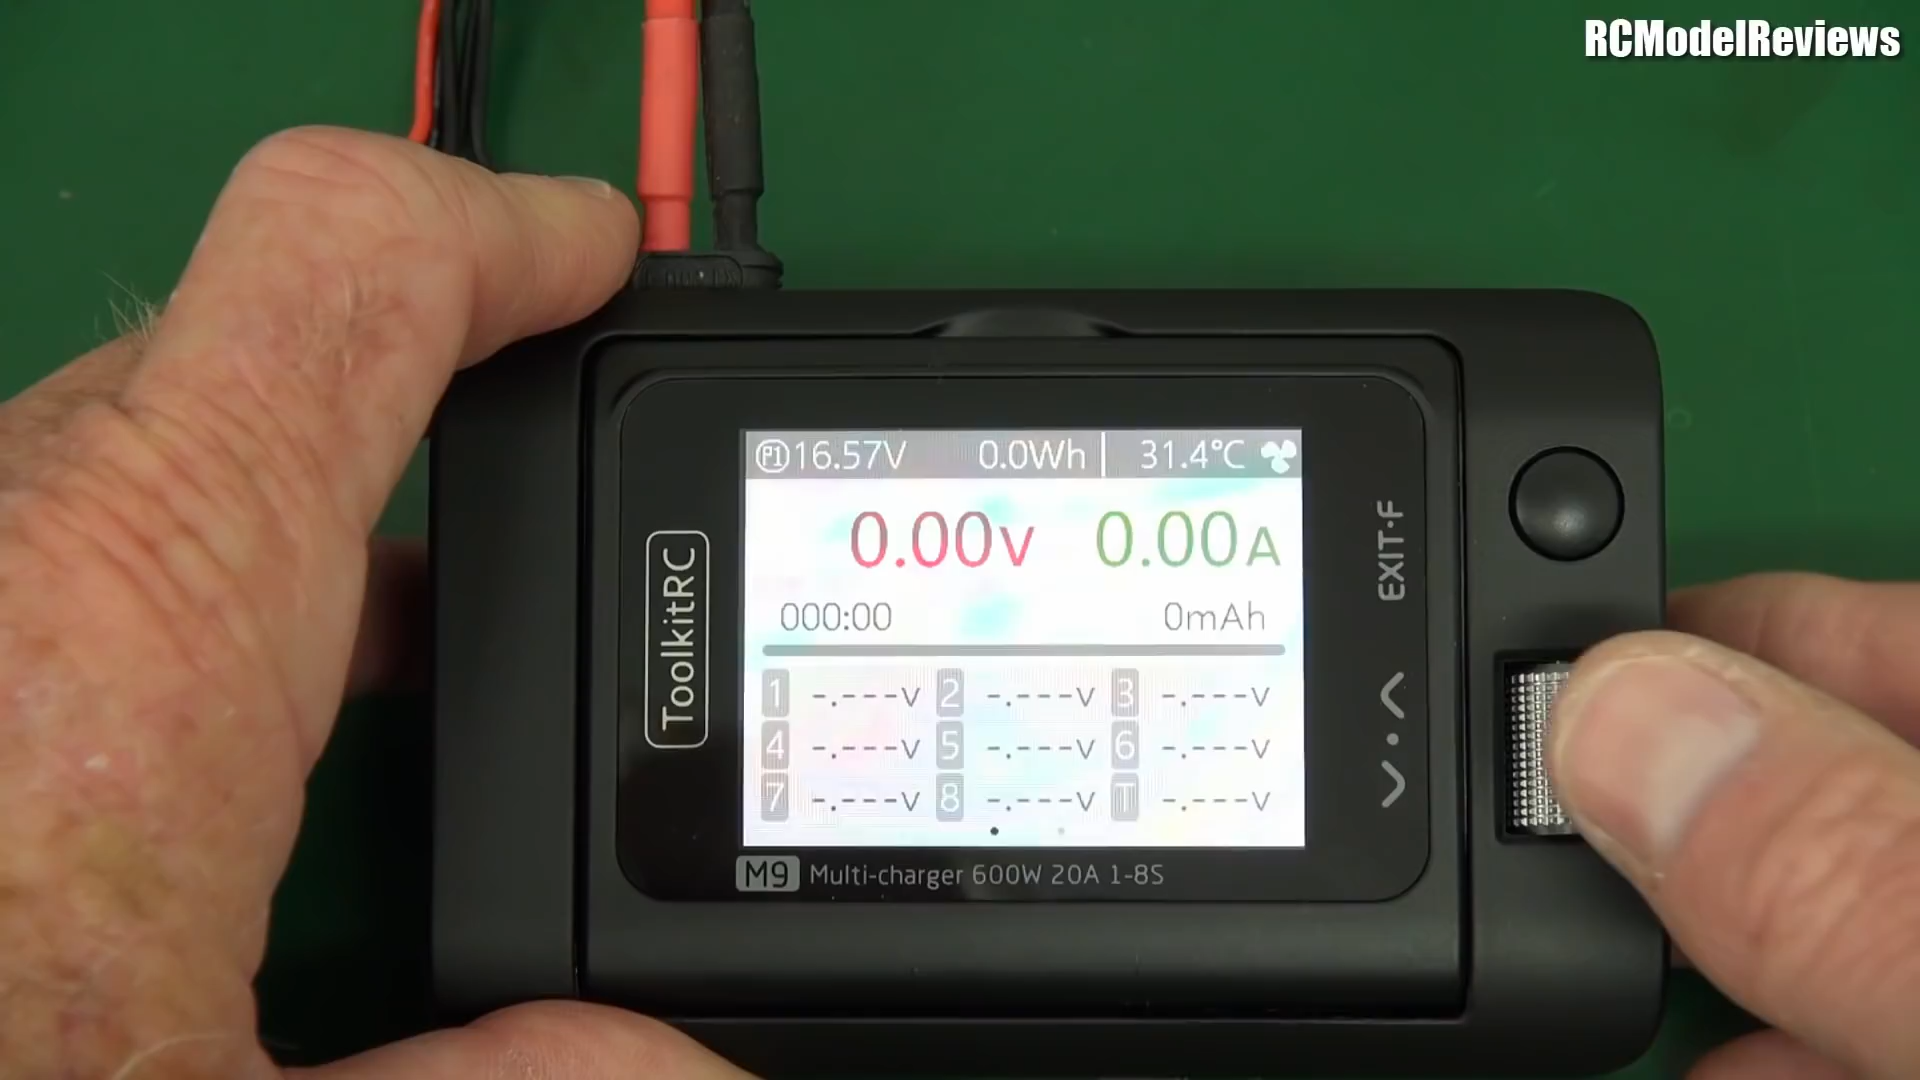 RCModelReviews
P1 16.57V 0.0Wh 31.4℃
0.00V 0.00A
000:00 0mAh
1 -.---V 2 -.---V 3 -.---V
4 -.---V 5 -.---V 6 -.---V
7 -.---V 8 -.---V T -.---V
M9 Multi-charger 600W 20A 1-8S
ToolkitRC
EXIT·F